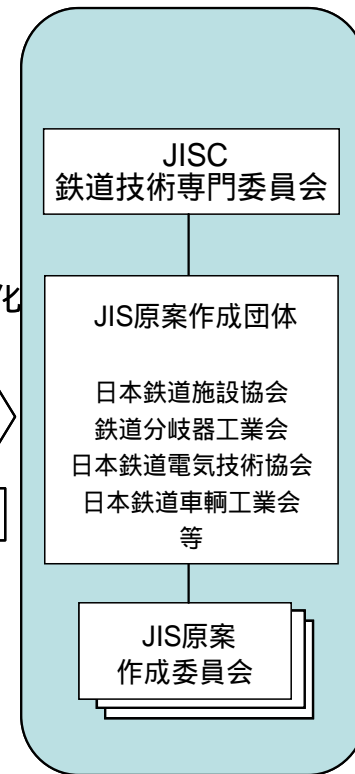 JISC
鉄道技術専門委員会
化
JIS原案作成団体
日本鉄道施設協会
鉄道分岐器工業会
日本鉄道電気技術協会
日本鉄道車輌工業会
等
JIS原案
作成委員会